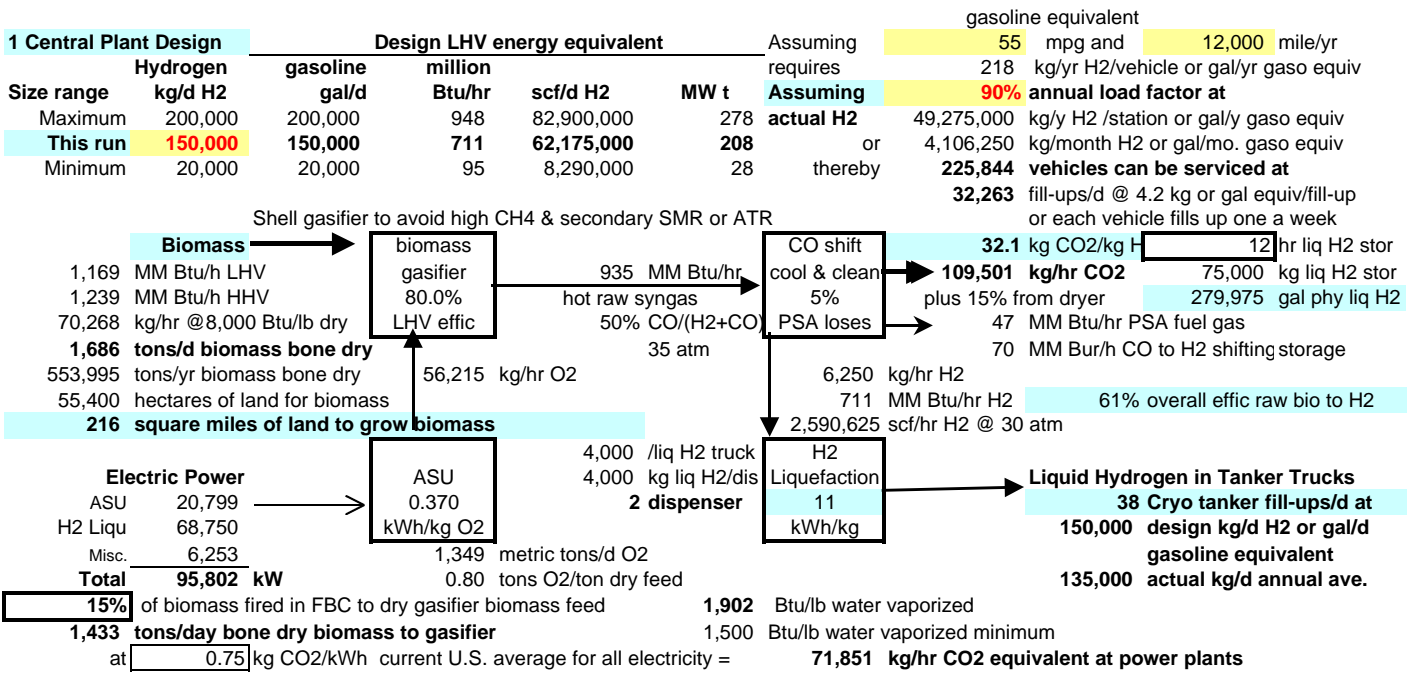 gasoline equivalent
1 Central Plant Design Design LHV energy equivalent Assuming 55 mpg and 12,000 mile/yr
Hydrogen gasoline million requires 218 kg/yr H2/vehicle or gal/yr gaso equiv
Size range kg/d H2 gal/d Btu/hr scf/d H2 MW t Assuming 90% annual load factor at
Maximum 200,000 200,000 948 82,900,000 278 actual H2 49,275,000 kg/y H2 /station or gal/y gaso equiv
This run 150,000 150,000 711 62,175,000 208 or 4,106,250 kg/month H2 or gal/mo. gaso equiv
Minimum 20,000 20,000 95 8,290,000 28 thereby 225,844 vehicles can be serviced at
32,263 fill-ups/d @ 4.2 kg or gal equiv/fill-up
Shell gasifier to avoid high CH4 & secondary SMR or ATR or each vehicle fills up one a week
Biomass biomass CO shift 32.1 kg CO2/kg H 12 hr liq H2 stor
1,169 MM Btu/h LHV gasifier 935 MM Btu/hr cool & clean 109,501 kg/hr CO2 75,000 kg liq H2 stor
1,239 MM Btu/h HHV 80.0% hot raw syngas 5% plus 15% from dryer 279,975 gal phy liq H2
70,268 kg/hr @8,000 Btu/lb dry LHV effic 50% CO/(H2+CO) PSA loses 47 MM Btu/hr PSA fuel gas
1,686 tons/d biomass bone dry 35 atm 70 MM Bur/h CO to H2 shifting storage
553,995 tons/yr biomass bone dry 56,215 kg/hr O2 6,250 kg/hr H2
55,400 hectares of land for biomass 711 MM Btu/hr H2 61% overall effic raw bio to H2
216 square miles of land to grow biomass 2,590,625 scf/hr H2 @ 30 atm
4,000 /liq H2 truck H2
Electric Power ASU 4,000 kg liq H2/dis Liquefaction Liquid Hydrogen in Tanker Trucks
ASU 20,799 0.370 2 dispenser 11 38 Cryo tanker fill-ups/d at
H2 Liqu 68,750 kWh/kg O2 kWh/kg 150,000 design kg/d H2 or gal/d
Misc. 6,253 1,349 metric tons/d O2 gasoline equivalent
Total 95,802 kW 0.80 tons O2/ton dry feed 135,000 actual kg/d annual ave.
15% of biomass fired in FBC to dry gasifier biomass feed 1,902 Btu/lb water vaporized
1,433 tons/day bone dry biomass to gasifier 1,500 Btu/lb water vaporized minimum
at 0.75 kg CO2/kWh current U.S. average for all electricity = 71,851 kg/hr CO2 equivalent at power plants